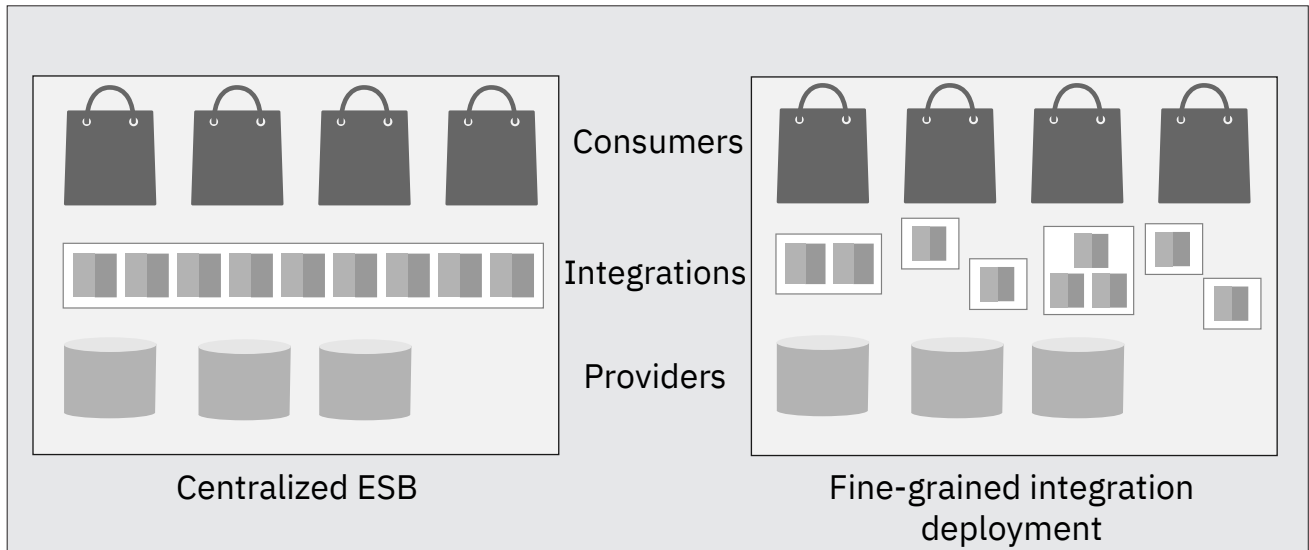 Consumers
Integrations
Providers
Centralized ESB
Fine-grained integration
deployment